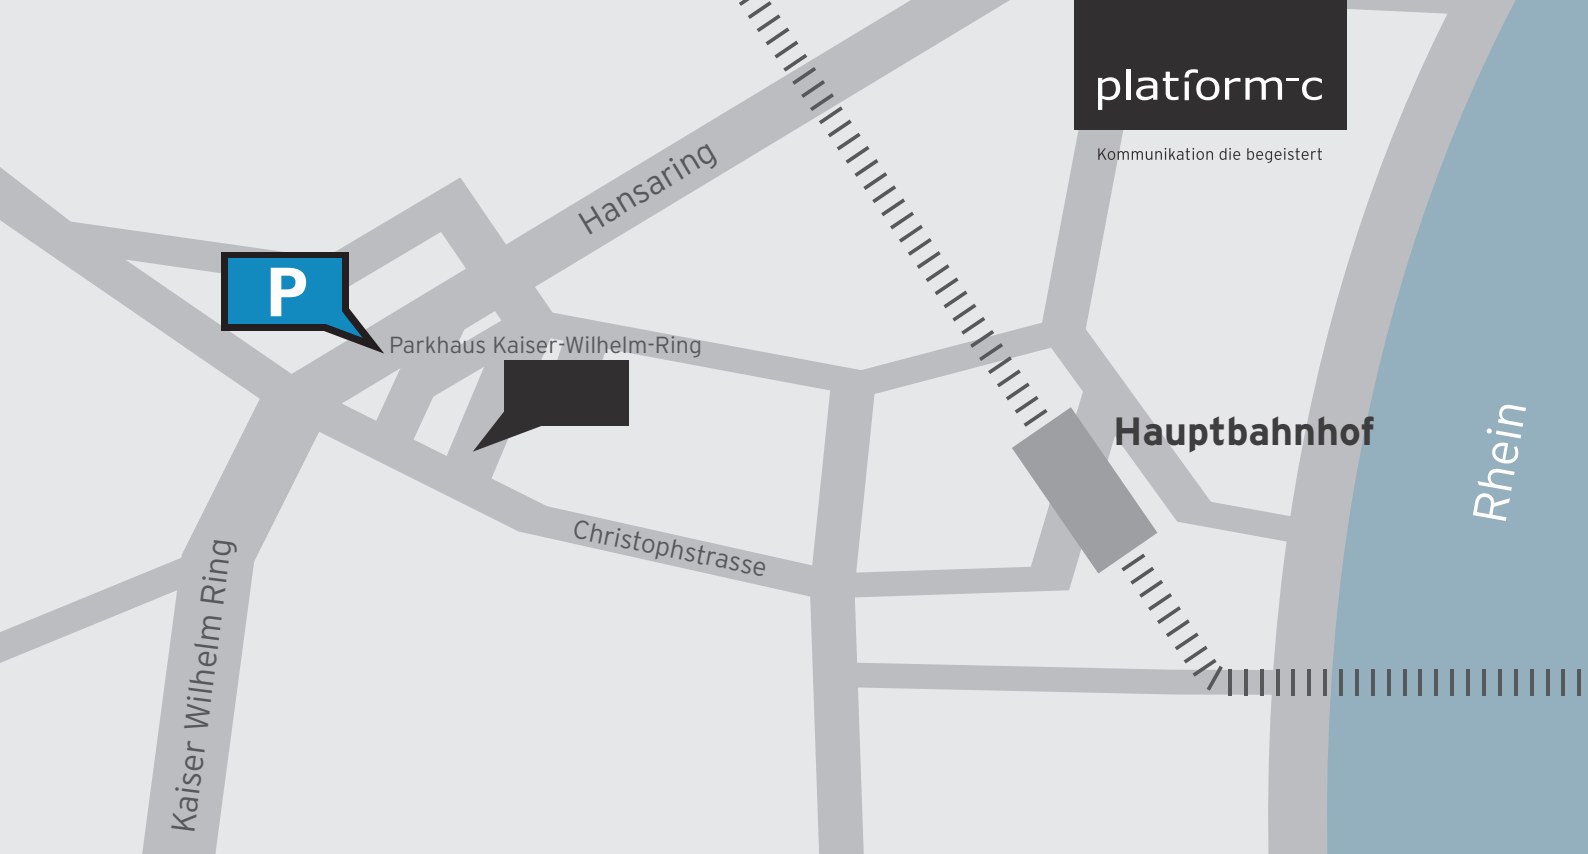 platform-c
Kommunikation die begeistert
Hansaring
P
Parkhaus Kaiser-Wilhelm-Ring
Hauptbahnhof
Rhein
Christophstrasse
Kaiser Wilhelm Ring